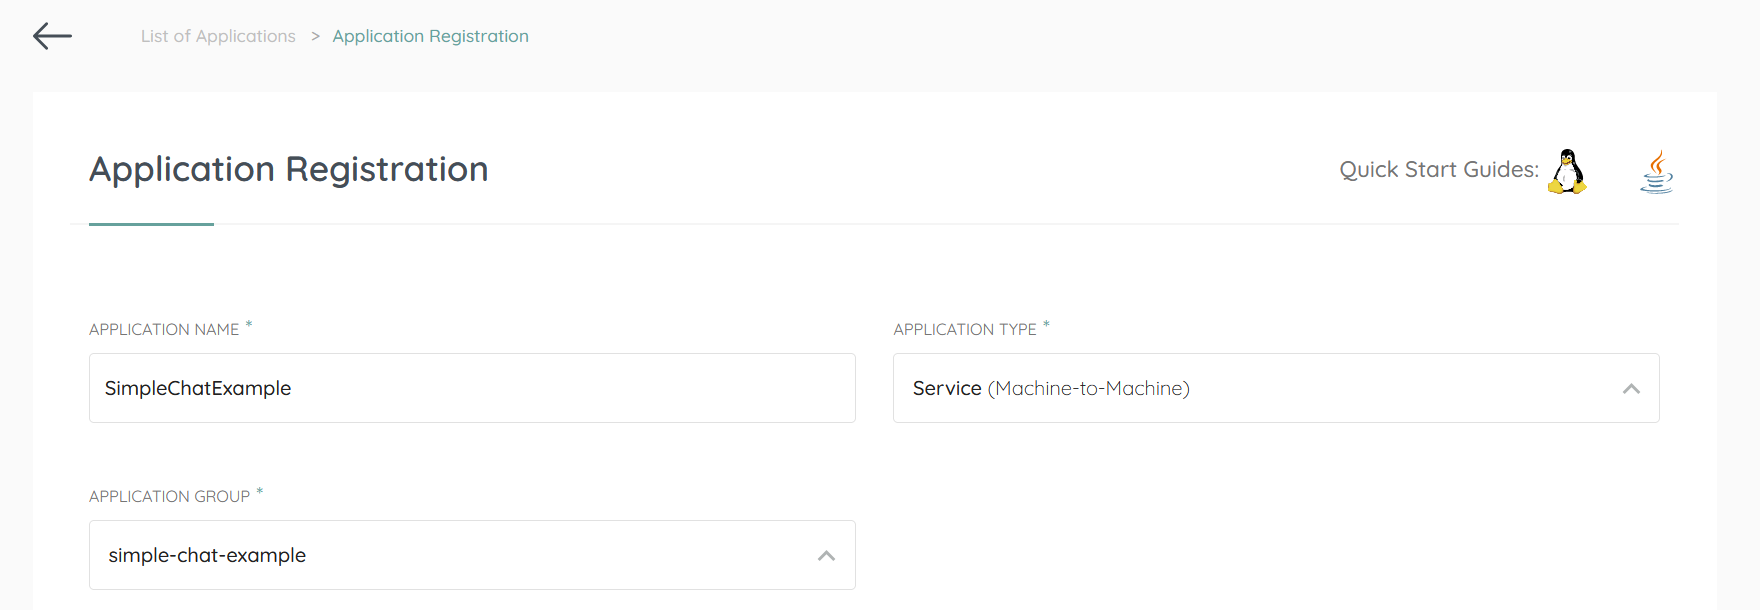 List of Applications > Application Registration
Application Registration
Quick Start Guides:
APPLICATION NAME *
APPLICATION TYPE *
SimpleChatExample
Service (Machine-to-Machine)
APPLICATION GROUP *
simple-chat-example